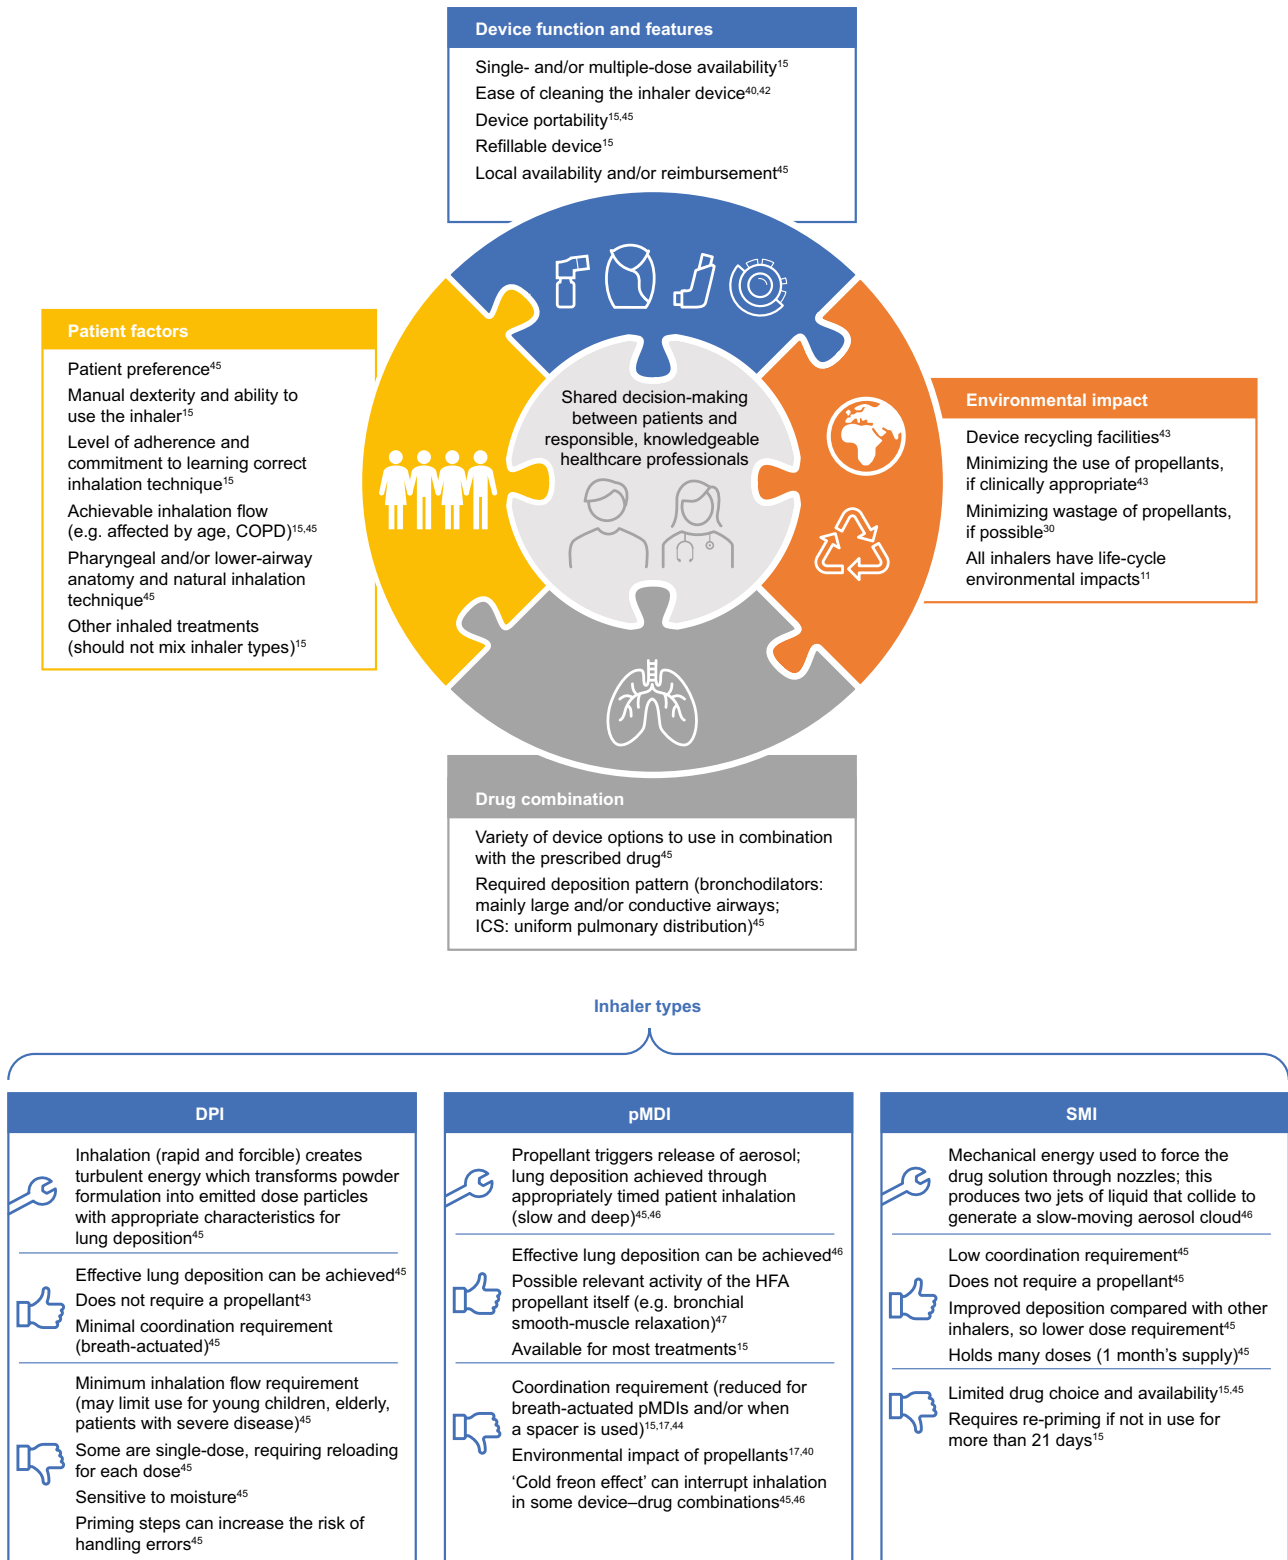 Device function and features
Single- and/or multiple-dose availability15
Ease of cleaning the inhaler device40,42
Device portability15,45
Refillable device15
Local availability and/or reimbursement45
Patient factors
Patient preference45
Manual dexterity and ability to
use the inhaler15
Level of adherence and
commitment to learning correct
inhalation technique15
Achievable inhalation flow
(e.g. affected by age, COPD)15,45
Pharyngeal and/or lower-airway
anatomy and natural inhalation
technique45
Other inhaled treatments
(should not mix inhaler types)15
Shared decision-making
between patients and
responsible, knowledgeable
healthcare professionals
Environmental impact
Device recycling facilities43
Minimizing the use of propellants,
if clinically appropriate43
Minimizing wastage of propellants,
if possible30
All inhalers have life-cycle
environmental impacts11
Drug combination
Variety of device options to use in combination
with the prescribed drug45
Required deposition pattern (bronchodilators:
mainly large and/or conductive airways;
ICS: uniform pulmonary distribution)45
Inhaler types
DPI
Inhalation (rapid and forcible) creates
turbulent energy which transforms powder
formulation into emitted dose particles
with appropriate characteristics for
lung deposition45
Effective lung deposition can be achieved45
Does not require a propellant43
Minimal coordination requirement
(breath-actuated)45
Minimum inhalation flow requirement
(may limit use for young children, elderly,
patients with severe disease)45
Some are single-dose, requiring reloading
for each dose45
Sensitive to moisture45
Priming steps can increase the risk of
handling errors45
pMDI
Propellant triggers release of aerosol;
lung deposition achieved through
appropriately timed patient inhalation
(slow and deep)45,46
Effective lung deposition can be achieved46
Possible relevant activity of the HFA
propellant itself (e.g. bronchial
smooth-muscle relaxation)47
Available for most treatments15
Coordination requirement (reduced for
breath-actuated pMDIs and/or when
a spacer is used)15,17,44
Environmental impact of propellants17,40
‘Cold freon effect’ can interrupt inhalation
in some device–drug combinations45,46
SMI
Mechanical energy used to force the
drug solution through nozzles; this
produces two jets of liquid that collide to
generate a slow-moving aerosol cloud46
Low coordination requirement45
Does not require a propellant45
Improved deposition compared with other
inhalers, so lower dose requirement45
Holds many doses (1 month’s supply)45
Limited drug choice and availability15,45
Requires re-priming if not in use for
more than 21 days15